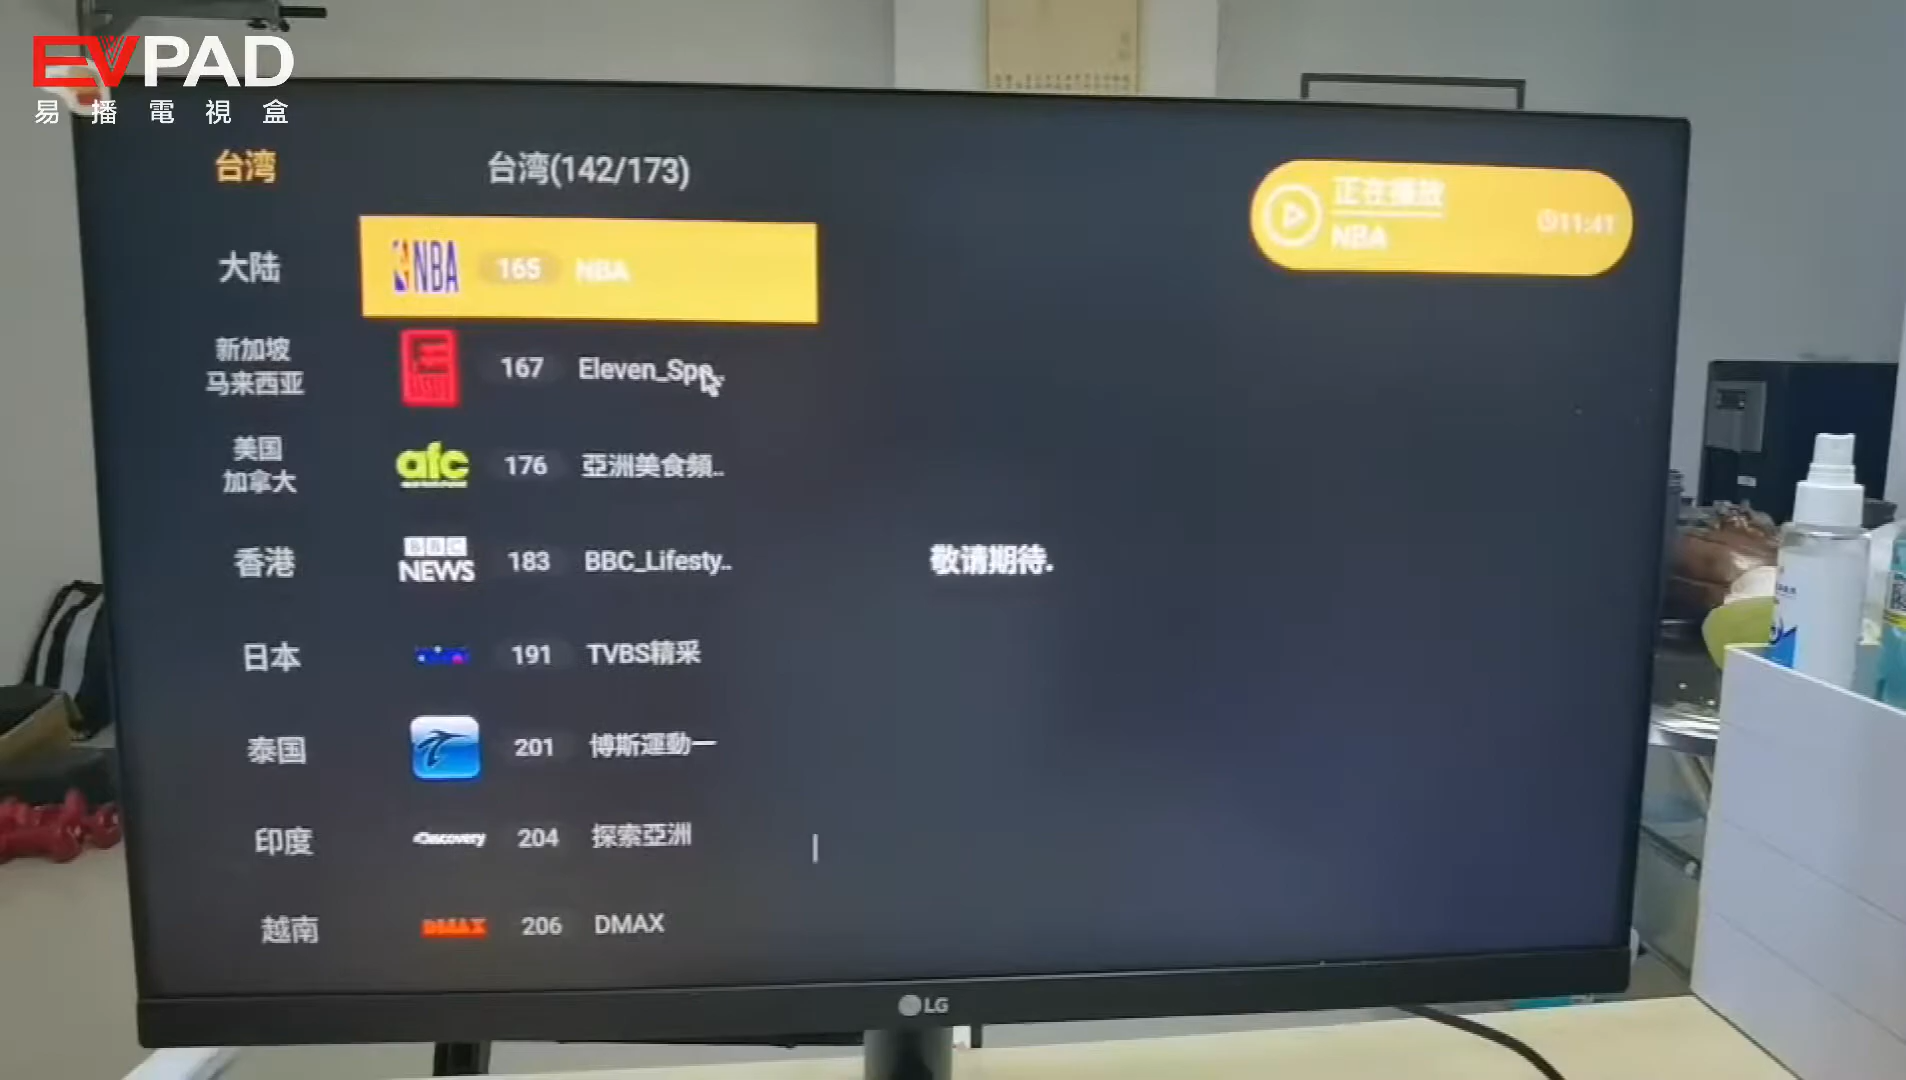 EVPAD
易播電視盒
台湾
台湾(142/173)
正在播放
NBA
11:41
大陆
NBA
165
NBA
新加坡
马来西亚
167
Eleven_Spo..
美国
加拿大
afc
176
亞洲美食頻..
香港
BBC
NEWS
183
BBC_Lifesty..
敬请期待.
日本
191
TVBS精采
泰国
201
博斯運動一
印度
Discovery
204
探索亞洲
越南
DMAX
206
DMAX
LG